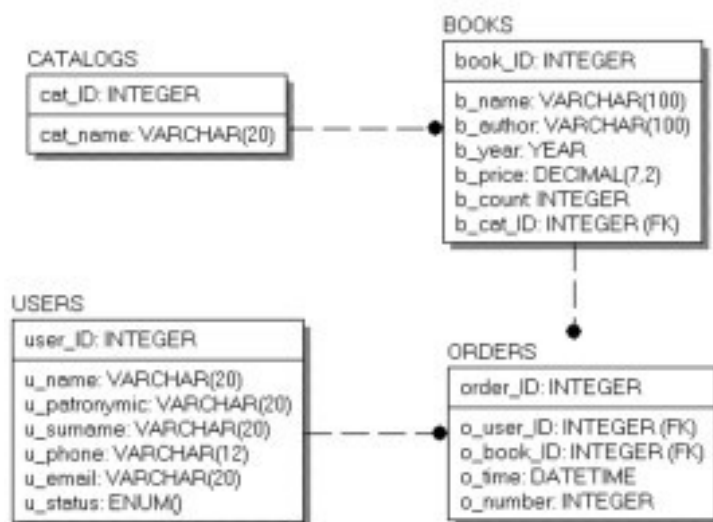 CATALOGS
cat_ID: INTEGER
cat_name: VARCHAR(20)
BOOKS
book_ID: INTEGER
b_name: VARCHAR(100)
b_author: VARCHAR(100)
b_year: YEAR
b_price: DECIMAL(7,2)
b_count: INTEGER
b_cat_ID: INTEGER (FK)
USERS
user_ID: INTEGER
u_name: VARCHAR(20)
u_patronymic: VARCHAR(20)
u_surname: VARCHAR(20)
u_phone: VARCHAR(12)
u_email: VARCHAR(20)
u_status: ENUM()
ORDERS
order_ID: INTEGER
o_user_ID: INTEGER (FK)
o_book_ID: INTEGER (FK)
o_time: DATETIME
o_number: INTEGER